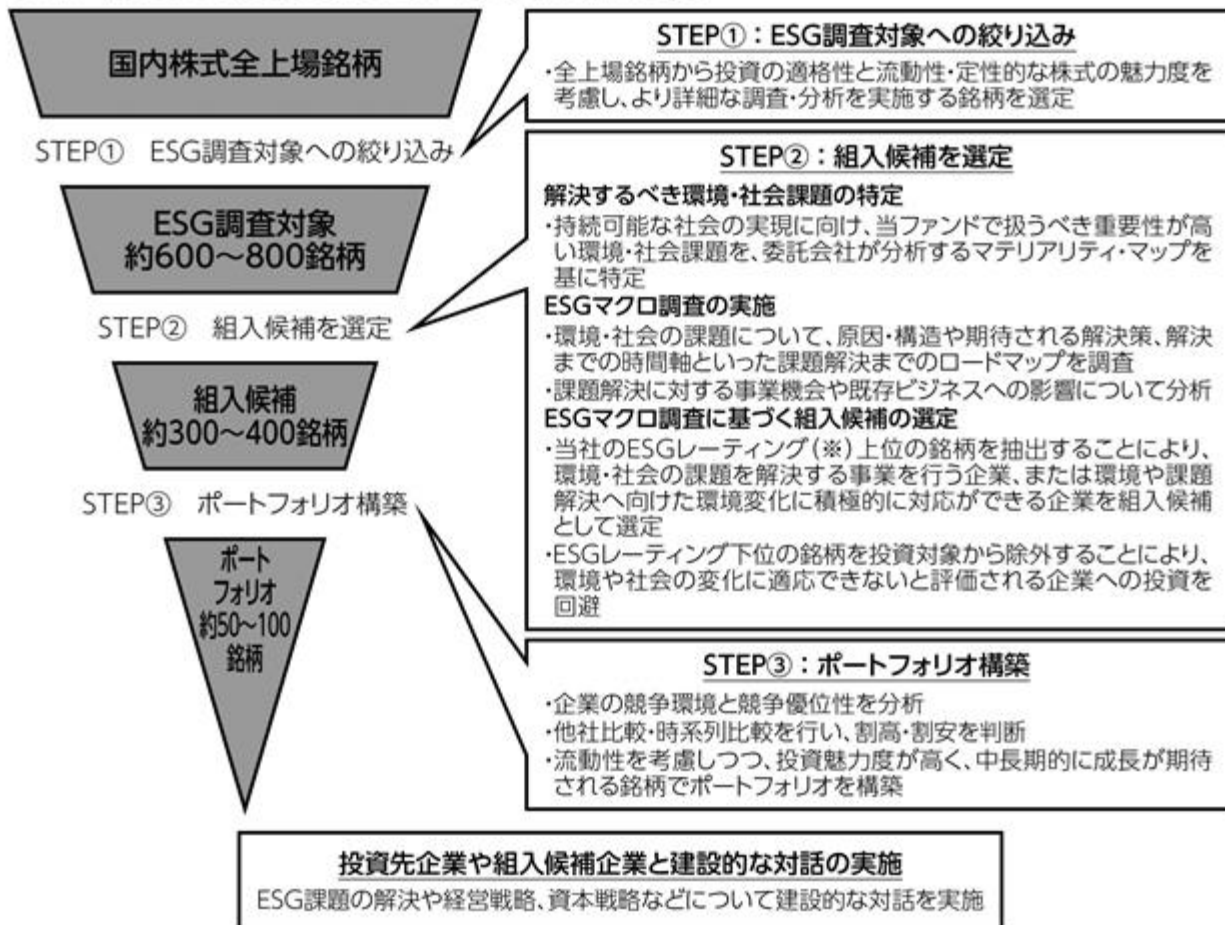 国内株式全上場銘柄
STEP① ESG調査対象への絞り込み
ESG調査対象
約600～800銘柄
STEP② 組入候補を選定
組入候補
約300～400銘柄
STEP③ ポートフォリオ構築
ポート
フォリオ
約50～100
銘柄
STEP①：ESG調査対象への絞り込み
・全上場銘柄から投資の適格性と流動性・定性的な株式の魅力度を
考慮し、より詳細な調査・分析を実施する銘柄を選定
STEP②：組入候補を選定
解決するべき環境・社会課題の特定
・持続可能な社会の実現に向け、当ファンドで扱うべき重要性が高
い環境・社会課題を、委託会社が分析するマテリアリティ・マップを
基に特定
ESGマクロ調査の実施
・環境・社会の課題について、原因・構造や期待される解決策、解決
までの時間軸といった課題解決までのロードマップを調査
・課題解決に対する事業機会や既存ビジネスへの影響について分析
ESGマクロ調査に基づく組入候補の選定
・当社のESGレーティング(※)上位の銘柄を抽出することにより、
環境・社会の課題を解決する事業を行う企業、または環境や課題
解決へ向けた環境変化に積極的に対応ができる企業を組入候補
として選定
・ESGレーティング下位の銘柄を投資対象から除外することにより、
環境や社会の変化に適応できないと評価される企業への投資を
回避
STEP③：ポートフォリオ構築
・企業の競争環境と競争優位性を分析
・他社比較・時系列比較を行い、割高・割安を判断
・流動性を考慮しつつ、投資魅力度が高く、中長期的に成長が期待
される銘柄でポートフォリオを構築
投資先企業や組入候補企業と建設的な対話の実施
ESG課題の解決や経営戦略、資本戦略などについて建設的な対話を実施